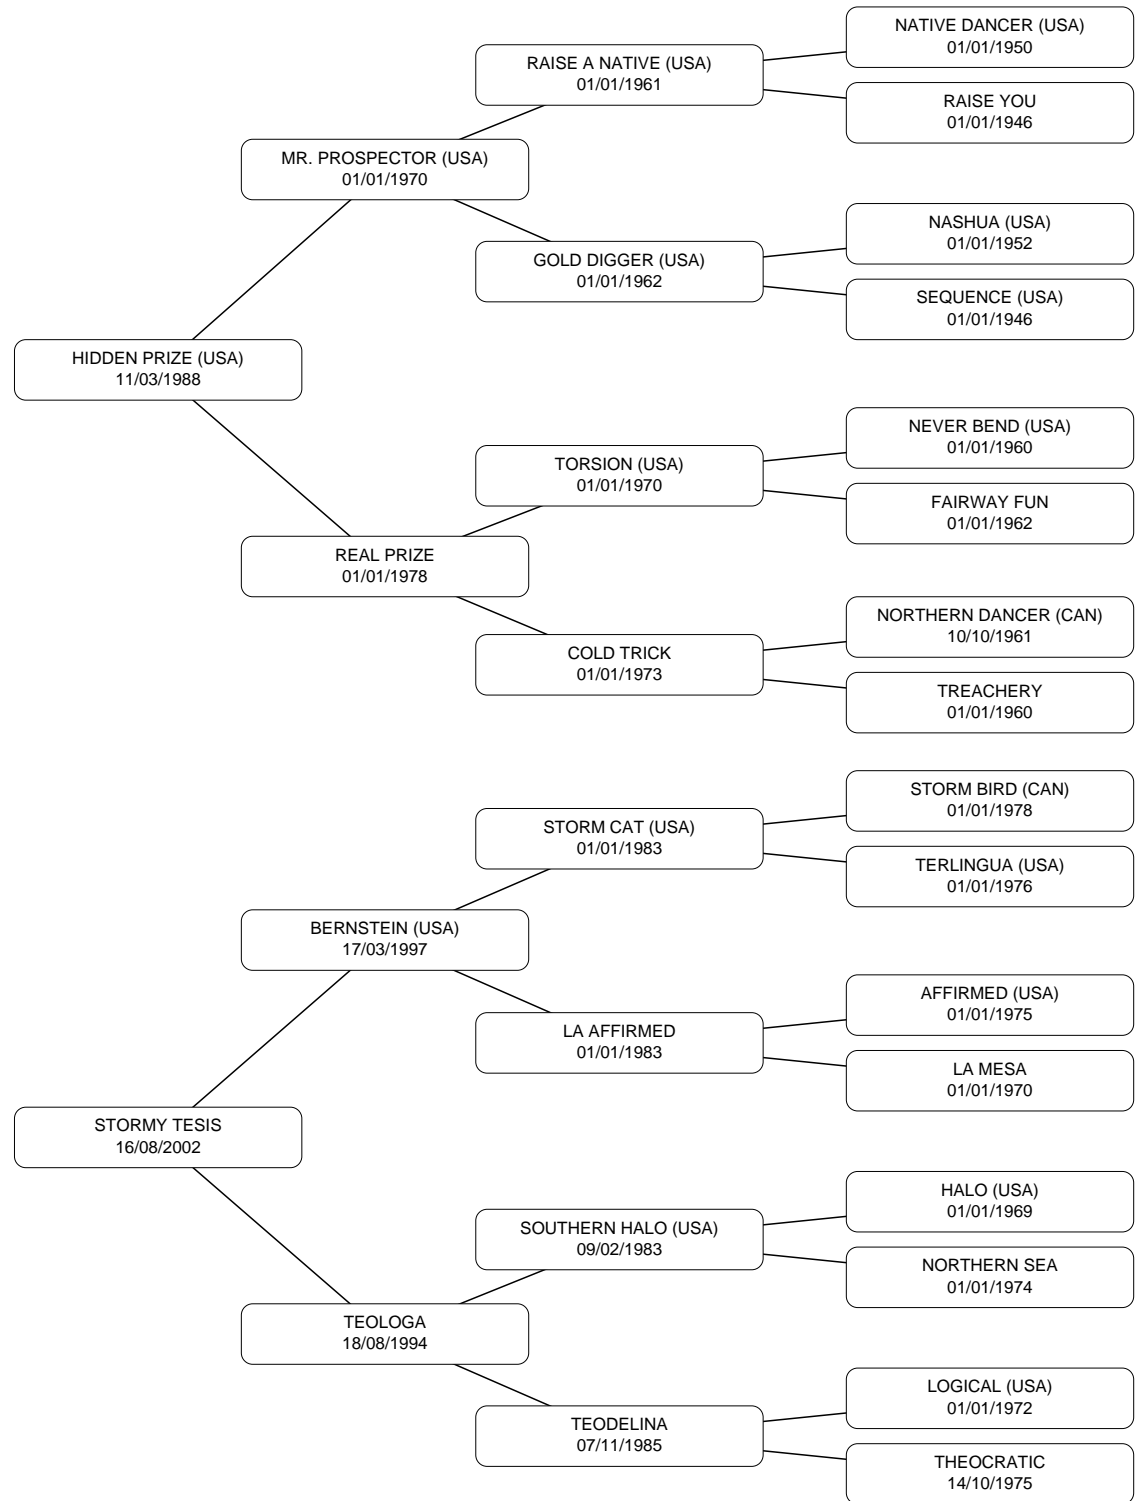 NATIVE DANCER (USA)
01/01/1950
RAISE A NATIVE (USA)
01/01/1961
RAISE YOU
01/01/1946
MR. PROSPECTOR (USA)
01/01/1970
NASHUA (USA)
01/01/1952
GOLD DIGGER (USA)
01/01/1962
SEQUENCE (USA)
01/01/1946
HIDDEN PRIZE (USA)
11/03/1988
NEVER BEND (USA)
01/01/1960
TORSION (USA)
01/01/1970
FAIRWAY FUN
01/01/1962
REAL PRIZE
01/01/1978
NORTHERN DANCER (CAN)
10/10/1961
COLD TRICK
01/01/1973
TREACHERY
01/01/1960
STORM BIRD (CAN)
01/01/1978
STORM CAT (USA)
01/01/1983
TERLINGUA (USA)
01/01/1976
BERNSTEIN (USA)
17/03/1997
AFFIRMED (USA)
01/01/1975
LA AFFIRMED
01/01/1983
LA MESA
01/01/1970
STORMY TESIS
16/08/2002
HALO (USA)
01/01/1969
SOUTHERN HALO (USA)
09/02/1983
NORTHERN SEA
01/01/1974
TEOLOGA
18/08/1994
LOGICAL (USA)
01/01/1972
TEODELINA
07/11/1985
THEOCRATIC
14/10/1975